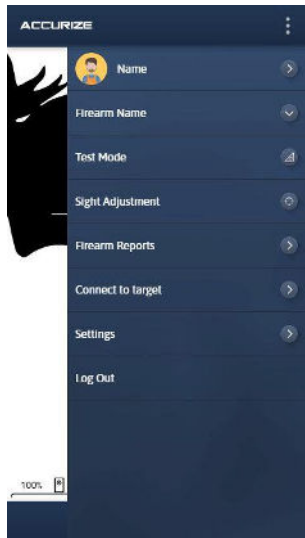 ACCURIZE
Name
Firearm Name
Test Mode
Sight Adjustment
Firearm Reports
Connect to target
Settings
Log Out
100%